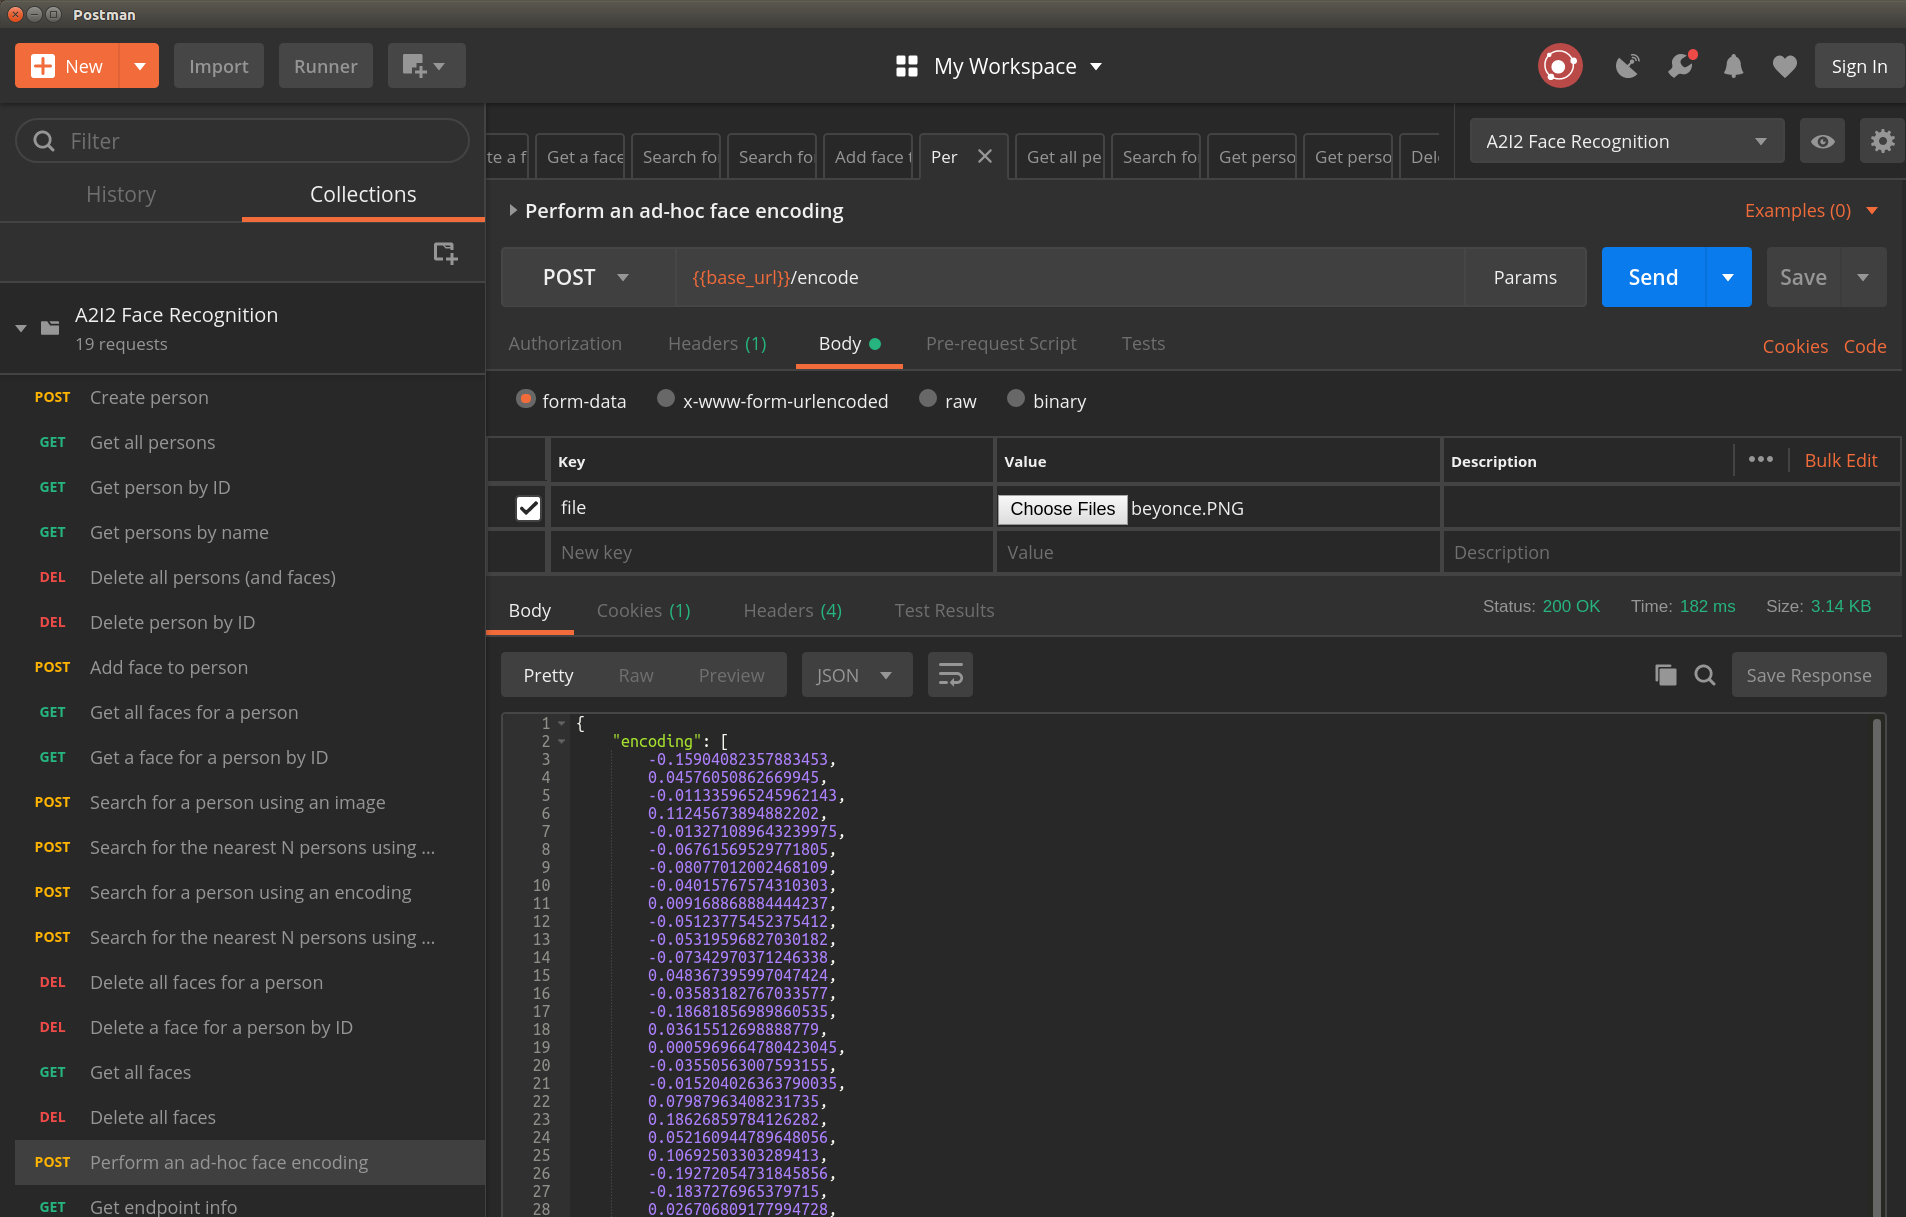 Postman
New
Import
Runner
My Workspace
Sign In
Filter
History
Collections
A2I2 Face Recognition
19 requests
POST Create person
GET Get all persons
GET Get person by ID
GET Get persons by name
DEL Delete all persons (and faces)
DEL Delete person by ID
POST Add face to person
GET Get all faces for a person
GET Get a face for a person by ID
POST Search for a person using an image
POST Search for the nearest N persons using ...
POST Search for a person using an encoding
POST Search for the nearest N persons using ...
DEL Delete all faces for a person
DEL Delete a face for a person by ID
GET Get all faces
DEL Delete all faces
POST Perform an ad-hoc face encoding
GET Get endpoint info
te a f Get a face Search fo Search fo Add face t Per Get all pe Search fo Get perso Get perso Del
A2I2 Face Recognition
Perform an ad-hoc face encoding
Examples (0)
POST {{base_url}}/encode Params Send Save
Authorization Headers (1) Body Pre-request Script Tests Cookies Code
form-data x-www-form-urlencoded raw binary
Key Value Description ••• Bulk Edit
file Choose Files beyonce.PNG
New key Value Description
Body Cookies (1) Headers (4) Test Results Status: 200 OK Time: 182 ms Size: 3.14 KB
Pretty Raw Preview JSON Save Response
1 {
2 "encoding": [
3 -0.15904082357883453,
4 0.04576050862669945,
5 -0.011335965245962143,
6 0.11245673894882202,
7 -0.013271089643239975,
8 -0.06761569529771805,
9 -0.08077012002468109,
10 -0.04015767574310303,
11 0.009168868884444237,
12 -0.05123775452375412,
13 -0.05319596827030182,
14 -0.07342970371246338,
15 0.048367395997047424,
16 -0.03583182767033577,
17 -0.18681856989860535,
18 0.03615512698888779,
19 0.0005969664780423045,
20 -0.03550563007593155,
21 -0.015204026363790035,
22 0.07987963408231735,
23 0.18626859784126282,
24 0.052160944789648056,
25 0.10692503303289413,
26 -0.19272054731845856,
27 -0.1837276965379715,
28 0.026706809177994728,